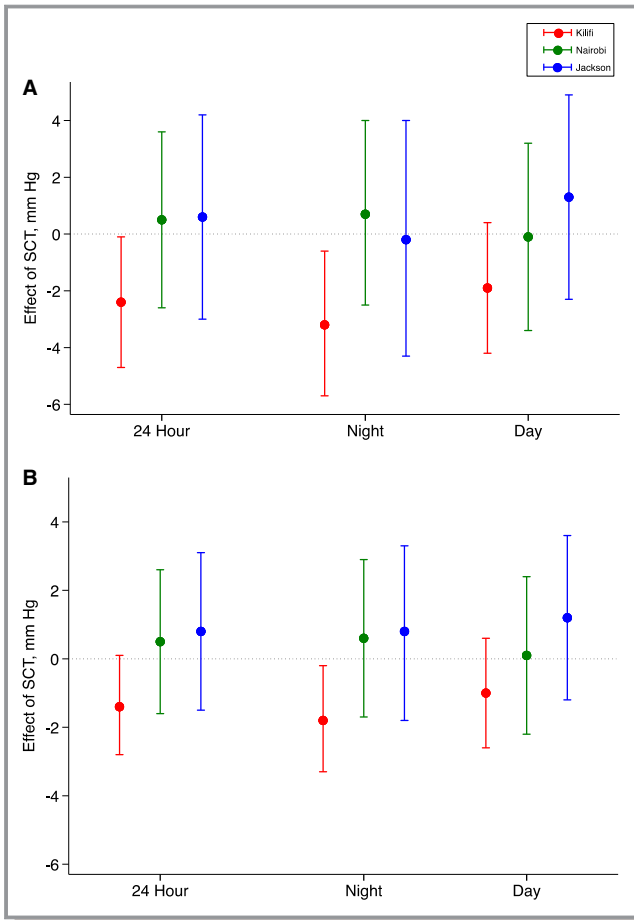 Kilifi
Nairobi
Jackson
A
4
2
0
-2
-4
-6
Effect of SCT, mm Hg
24 Hour Night Day
B
4
2
0
-2
-4
-6
Effect of SCT, mm Hg
24 Hour Night Day